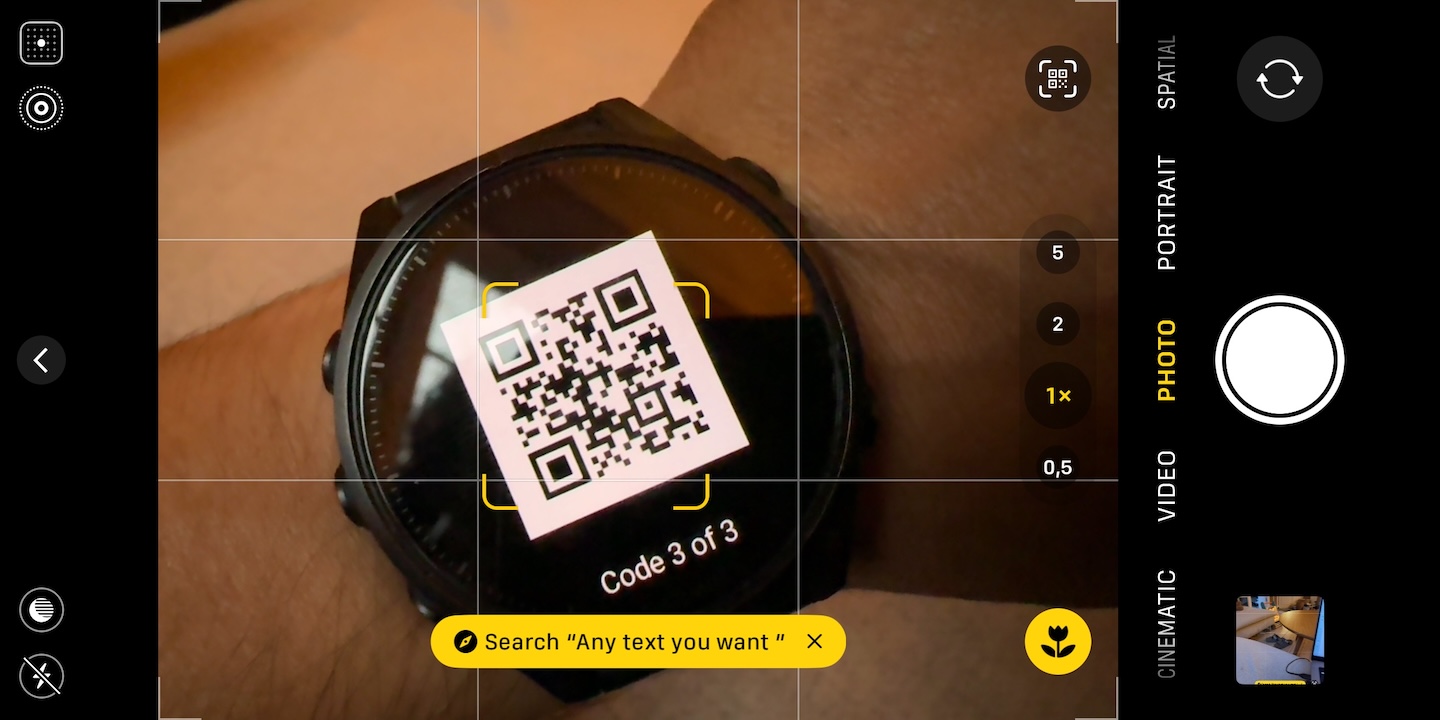 SPATIAL
PORTRAIT
PHOTO
VIDEO
CINEMATIC
5
2
1×
0,5
Code 3 of 3
Search “Any text you want ”